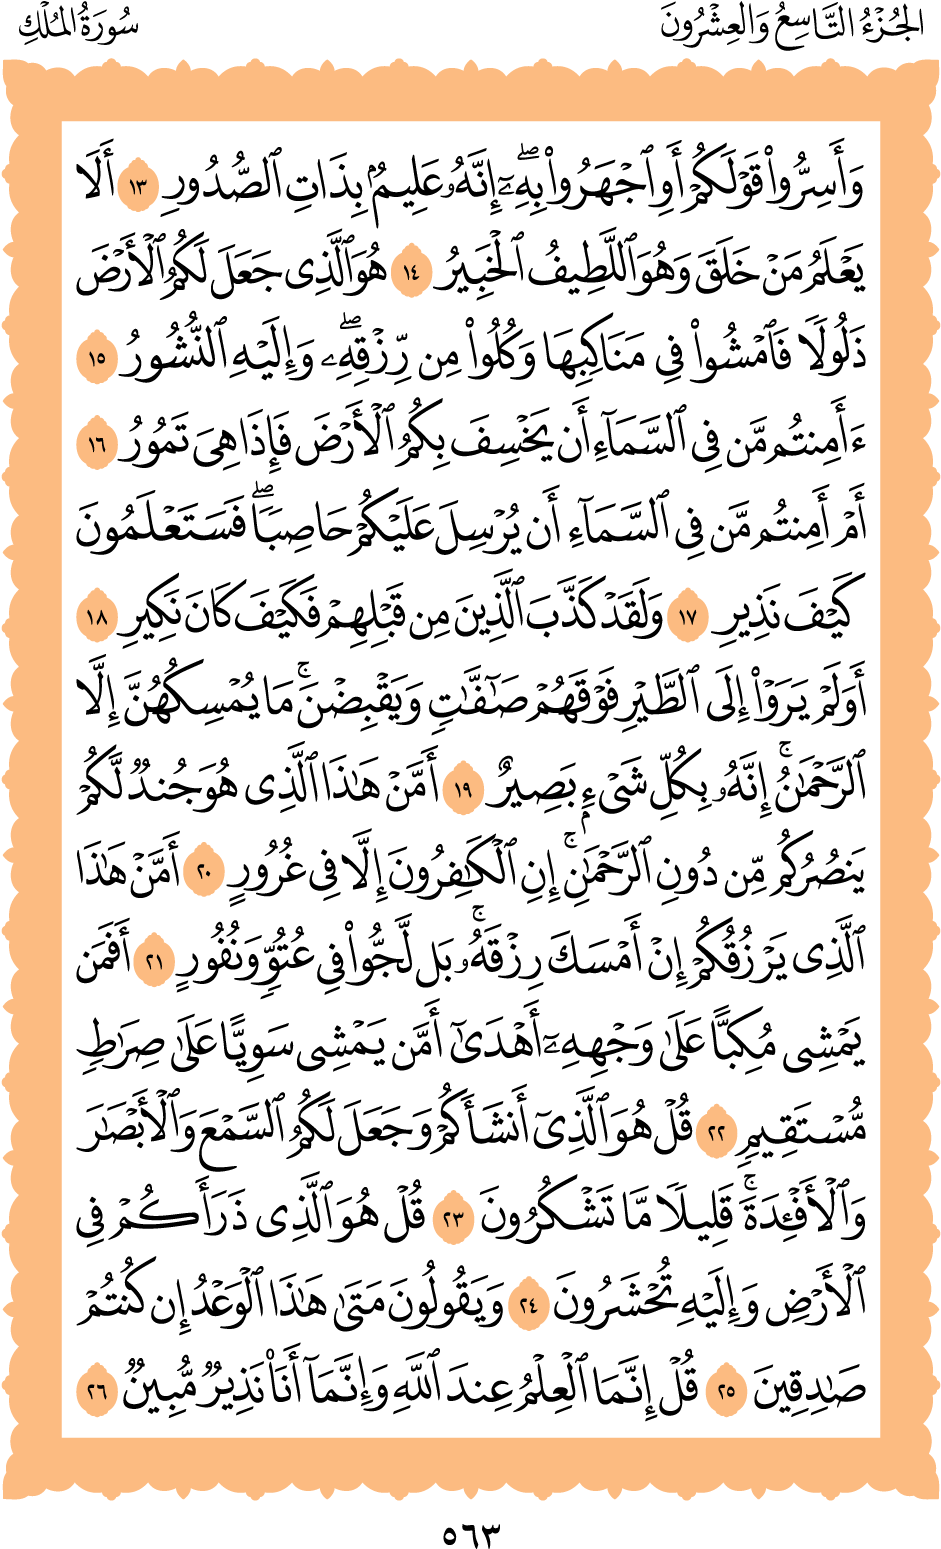 الجُزْءُ التَّاسِعُ وَالْعِشْرُونَ
سُورَةُ المُلْكِ
وَأَسِرُّوا۟ قَوْلَكُمْ أَوِ ٱجْهَرُوا۟ بِهِۦٓ ۖ إِنَّهُۥ عَلِيمٌۢ بِذَاتِ ٱلصُّدُورِ ١٣ أَلَا
يَعْلَمُ مَنْ خَلَقَ وَهُوَ ٱللَّطِيفُ ٱلْخَبِيرُ ١٤ هُوَ ٱلَّذِى جَعَلَ لَكُمُ ٱلْأَرْضَ
ذَلُولًا فَٱمْشُوا۟ فِى مَنَاكِبِهَا وَكُلُوا۟ مِن رِّزْقِهِۦ ۖ وَإِلَيْهِ ٱلنُّشُورُ ١٥
ءَأَمِنتُم مَّن فِى ٱلسَّمَآءِ أَن يَخْسِفَ بِكُمُ ٱلْأَرْضَ فَإِذَا هِىَ تَمُورُ ١٦
أَمْ أَمِنتُم مَّن فِى ٱلسَّمَآءِ أَن يُرْسِلَ عَلَيْكُمْ حَاصِبًا ۖ فَسَتَعْلَمُونَ
كَيْفَ نَذِيرِ ١٧ وَلَقَدْ كَذَّبَ ٱلَّذِينَ مِن قَبْلِهِمْ فَكَيْفَ كَانَ نَكِيرِ ١٨
أَوَلَمْ يَرَوْا۟ إِلَى ٱلطَّيْرِ فَوْقَهُمْ صَٰٓفَّٰتٍ وَيَقْبِضْنَ ۚ مَا يُمْسِكُهُنَّ إِلَّا
ٱلرَّحْمَٰنُ ۚ إِنَّهُۥ بِكُلِّ شَىْءٍۭ بَصِيرٌ ١٩ أَمَّنْ هَٰذَا ٱلَّذِى هُوَ جُندٌ لَّكُمْ
يَنصُرُكُم مِّن دُونِ ٱلرَّحْمَٰنِ ۚ إِنِ ٱلْكَٰفِرُونَ إِلَّا فِى غُرُورٍ ٢٠ أَمَّنْ هَٰذَا
ٱلَّذِى يَرْزُقُكُمْ إِنْ أَمْسَكَ رِزْقَهُۥ ۚ بَل لَّجُّوا۟ فِى عُتُوٍّ وَنُفُورٍ ٢١ أَفَمَن
يَمْشِى مُكِبًّا عَلَىٰ وَجْهِهِۦٓ أَهْدَىٰٓ أَمَّن يَمْشِى سَوِيًّا عَلَىٰ صِرَٰطٍ
مُّسْتَقِيمٍ ٢٢ قُلْ هُوَ ٱلَّذِىٓ أَنشَأَكُمْ وَجَعَلَ لَكُمُ ٱلسَّمْعَ وَٱلْأَبْصَٰرَ
وَٱلْأَفْـِٔدَةَ ۖ قَلِيلًا مَّا تَشْكُرُونَ ٢٣ قُلْ هُوَ ٱلَّذِى ذَرَأَكُمْ فِى
ٱلْأَرْضِ وَإِلَيْهِ تُحْشَرُونَ ٢٤ وَيَقُولُونَ مَتَىٰ هَٰذَا ٱلْوَعْدُ إِن كُنتُمْ
صَٰدِقِينَ ٢٥ قُلْ إِنَّمَا ٱلْعِلْمُ عِندَ ٱللَّهِ وَإِنَّمَآ أَنَا۠ نَذِيرٌ مُّبِينٌ ٢٦
٥٦٣